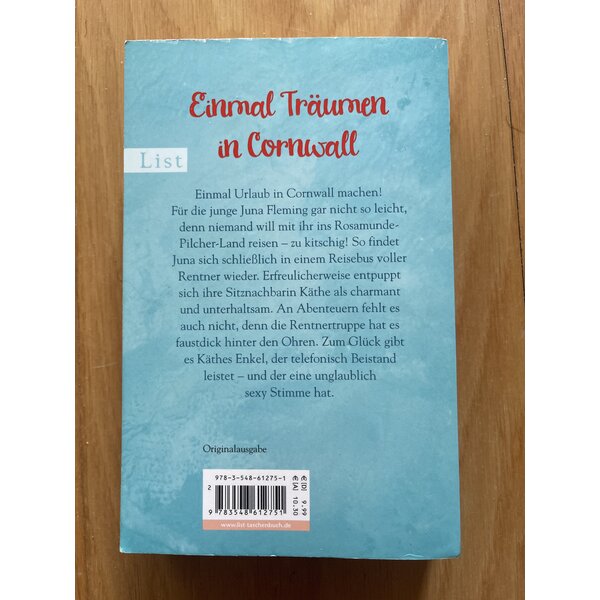 Einmal Träumen
in Cornwall
List
Einmal Urlaub in Cornwall machen!
Für die junge Juna Fleming gar nicht so leicht,
denn niemand will mit ihr ins Rosamunde-
Pilcher-Land reisen – zu kitschig! So findet
Juna sich schließlich in einem Reisebus voller
Rentner wieder. Erfreulicherweise entpuppt
sich ihre Sitznachbarin Käthe als charmant
und unterhaltsam. An Abenteuern fehlt es
auch nicht, denn die Rentnertruppe hat es
faustdick hinter den Ohren. Zum Glück gibt
es Käthes Enkel, der telefonisch Beistand
leistet – und der eine unglaublich
sexy Stimme hat.
Originalausgabe
978-3-548-61275-1
2
€ [D] 9.99
€ [A] 10.30
9 783548 612751
www.list-taschenbuch.de